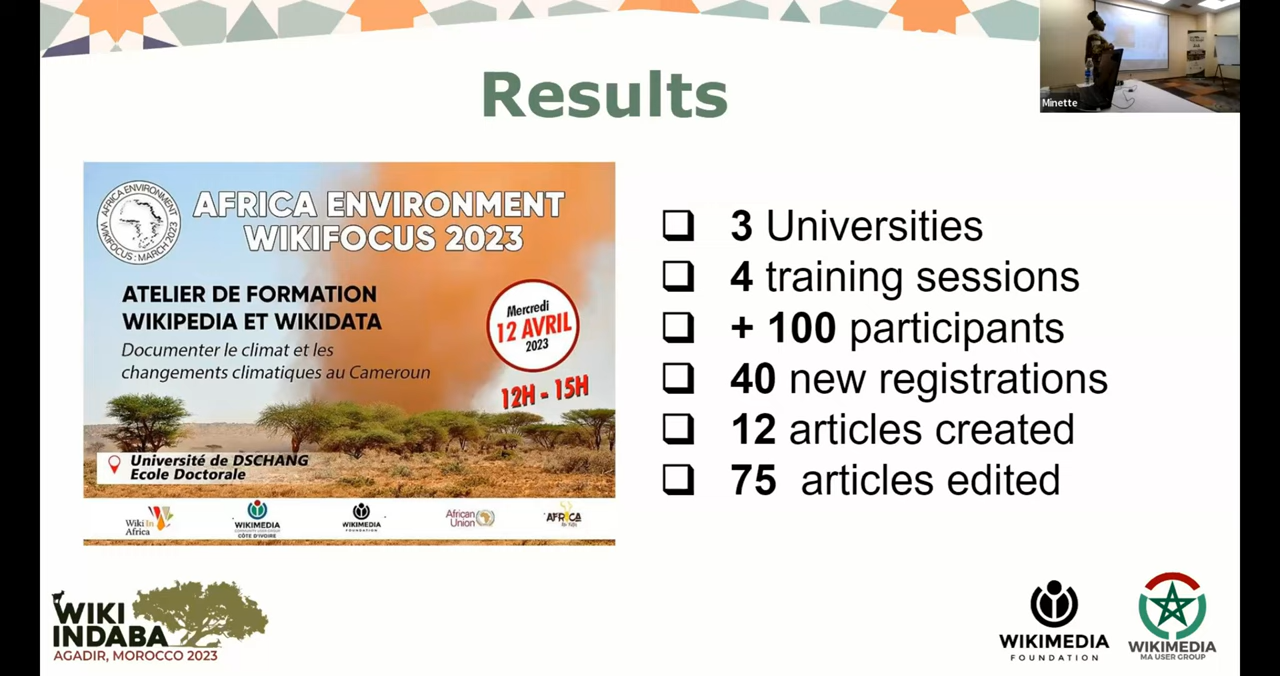 Results
Minette
AFRICA ENVIRONMENT
WIKIFOCUS : MARCH 2023
AFRICA ENVIRONMENT
WIKIFOCUS 2023
ATELIER DE FORMATION
WIKIPEDIA ET WIKIDATA
Documenter le climat et les
changements climatiques au Cameroun
Mercredi
12 AVRIL
2023
12H - 15H
Université de DSCHANG
Ecole Doctorale
Wiki In
Africa
WIKIMEDIA
CÔTE D'IVOIRE
WIKIMEDIA
FOUNDATION
African
Union
AFRICA
3 Universities
4 training sessions
+ 100 participants
40 new registrations
12 articles created
75 articles edited
WIKI
INDABA
AGADIR, MOROCCO 2023
WIKIMEDIA
FOUNDATION
WIKIMEDIA
MA USER GROUP